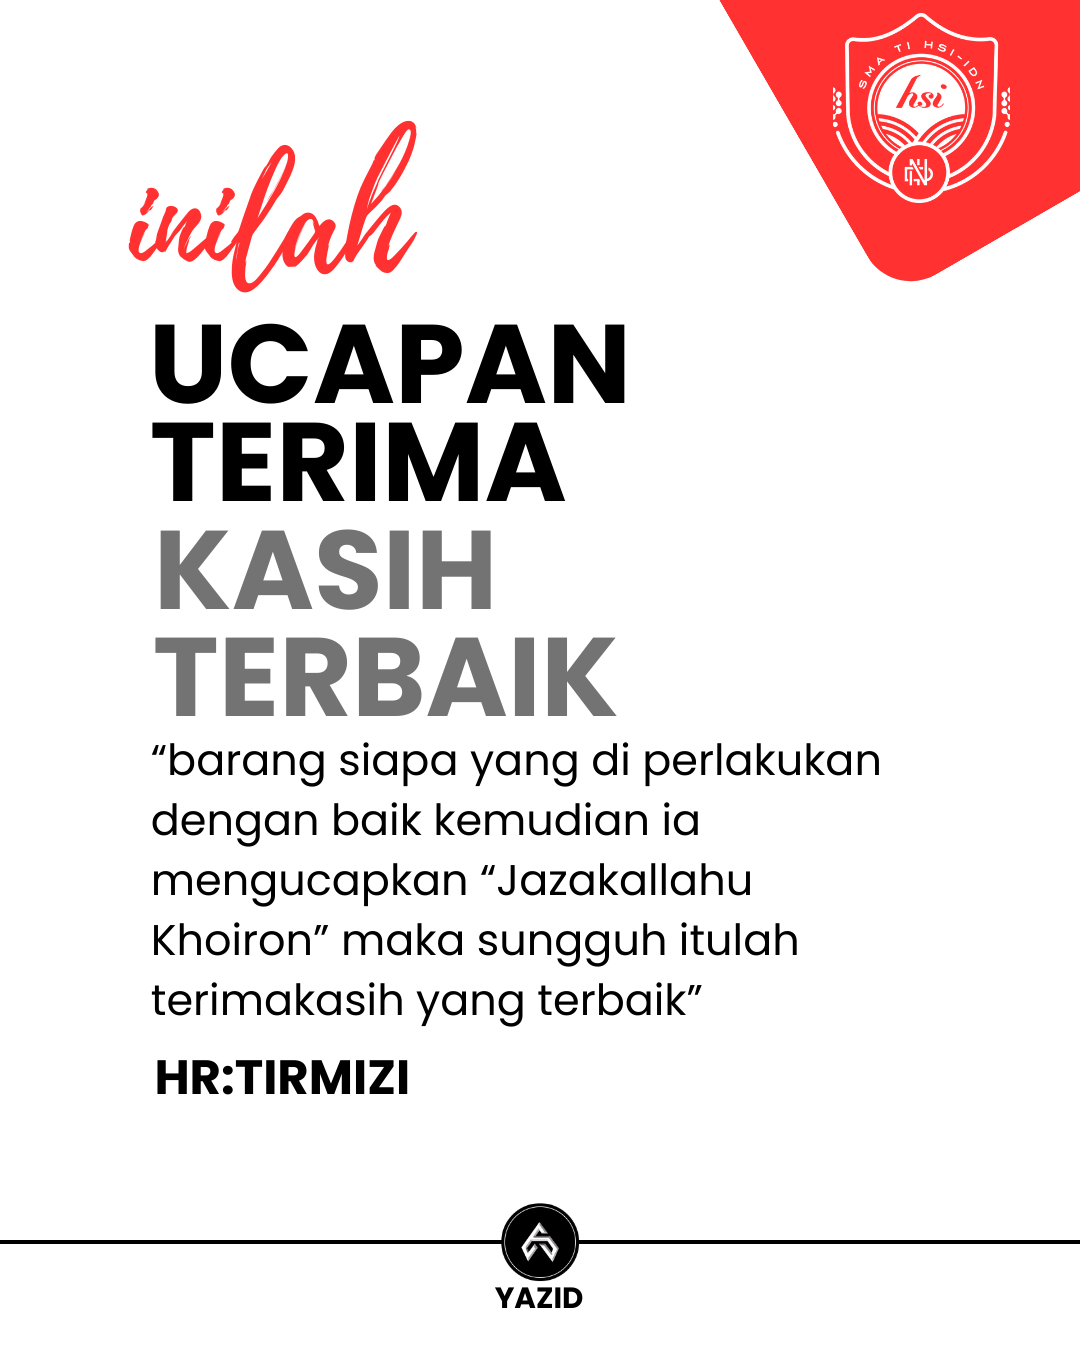 SMA TI HSI-IDN
hsi
inilah
UCAPAN
TERIMA
KASIH
TERBAIK
“barang siapa yang di perlakukan
dengan baik kemudian ia
mengucapkan “Jazakallahu
Khoiron” maka sungguh itulah
terimakasih yang terbaik”
HR:TIRMIZI
YAZID